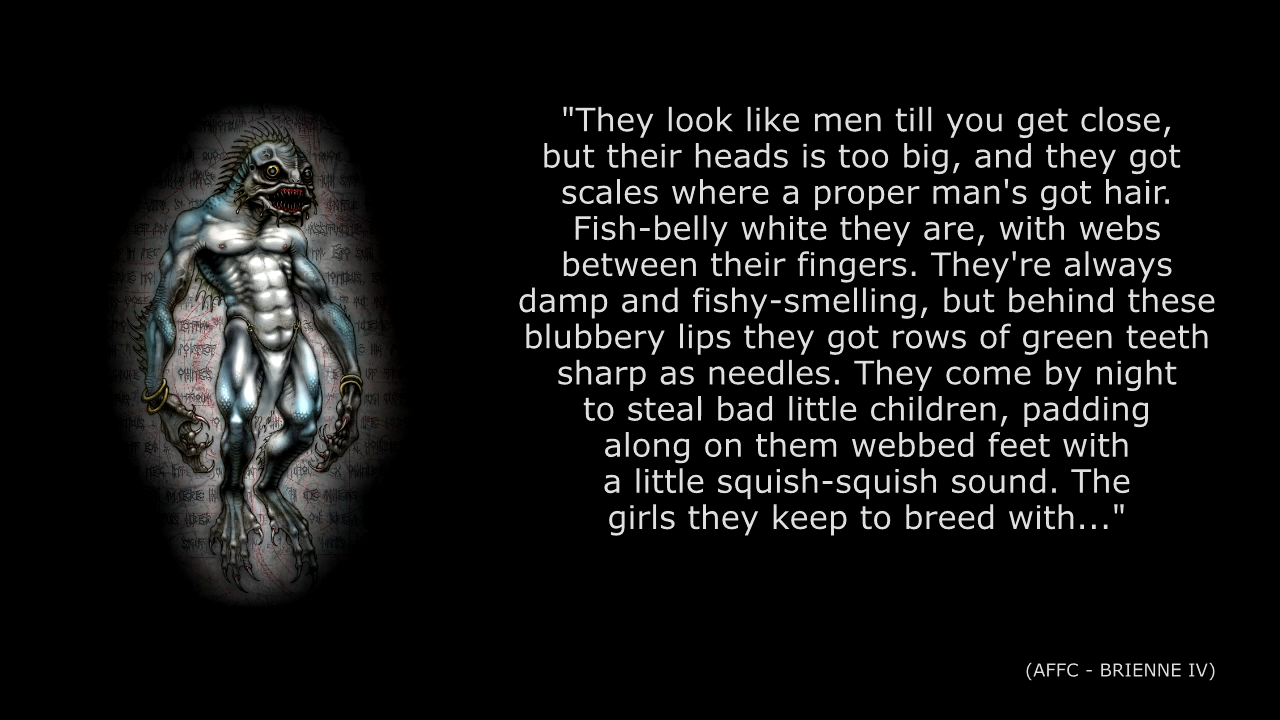 "They look like men till you get close,
but their heads is too big, and they got
scales where a proper man's got hair.
Fish-belly white they are, with webs
between their fingers. They're always
damp and fishy-smelling, but behind these
blubbery lips they got rows of green teeth
sharp as needles. They come by night
to steal bad little children, padding
along on them webbed feet with
a little squish-squish sound. The
girls they keep to breed with..."
(AFFC - BRIENNE IV)